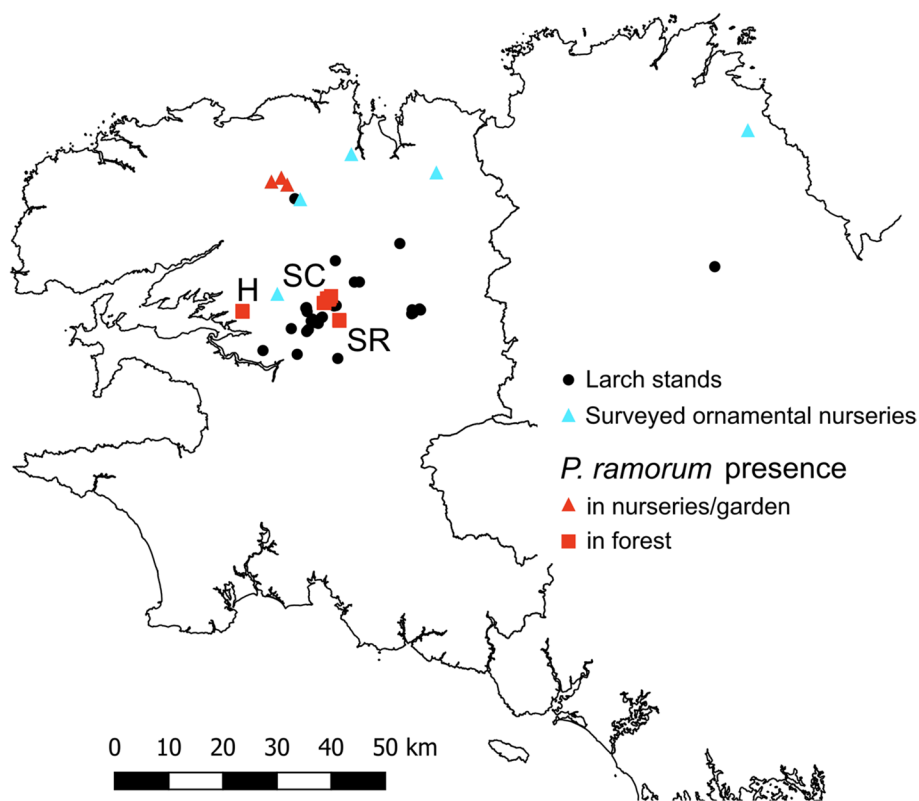 H
SC
SR
Larch stands
Surveyed ornamental nurseries
P. ramorum presence
in nurseries/garden
in forest
0 10 20 30 40 50 km